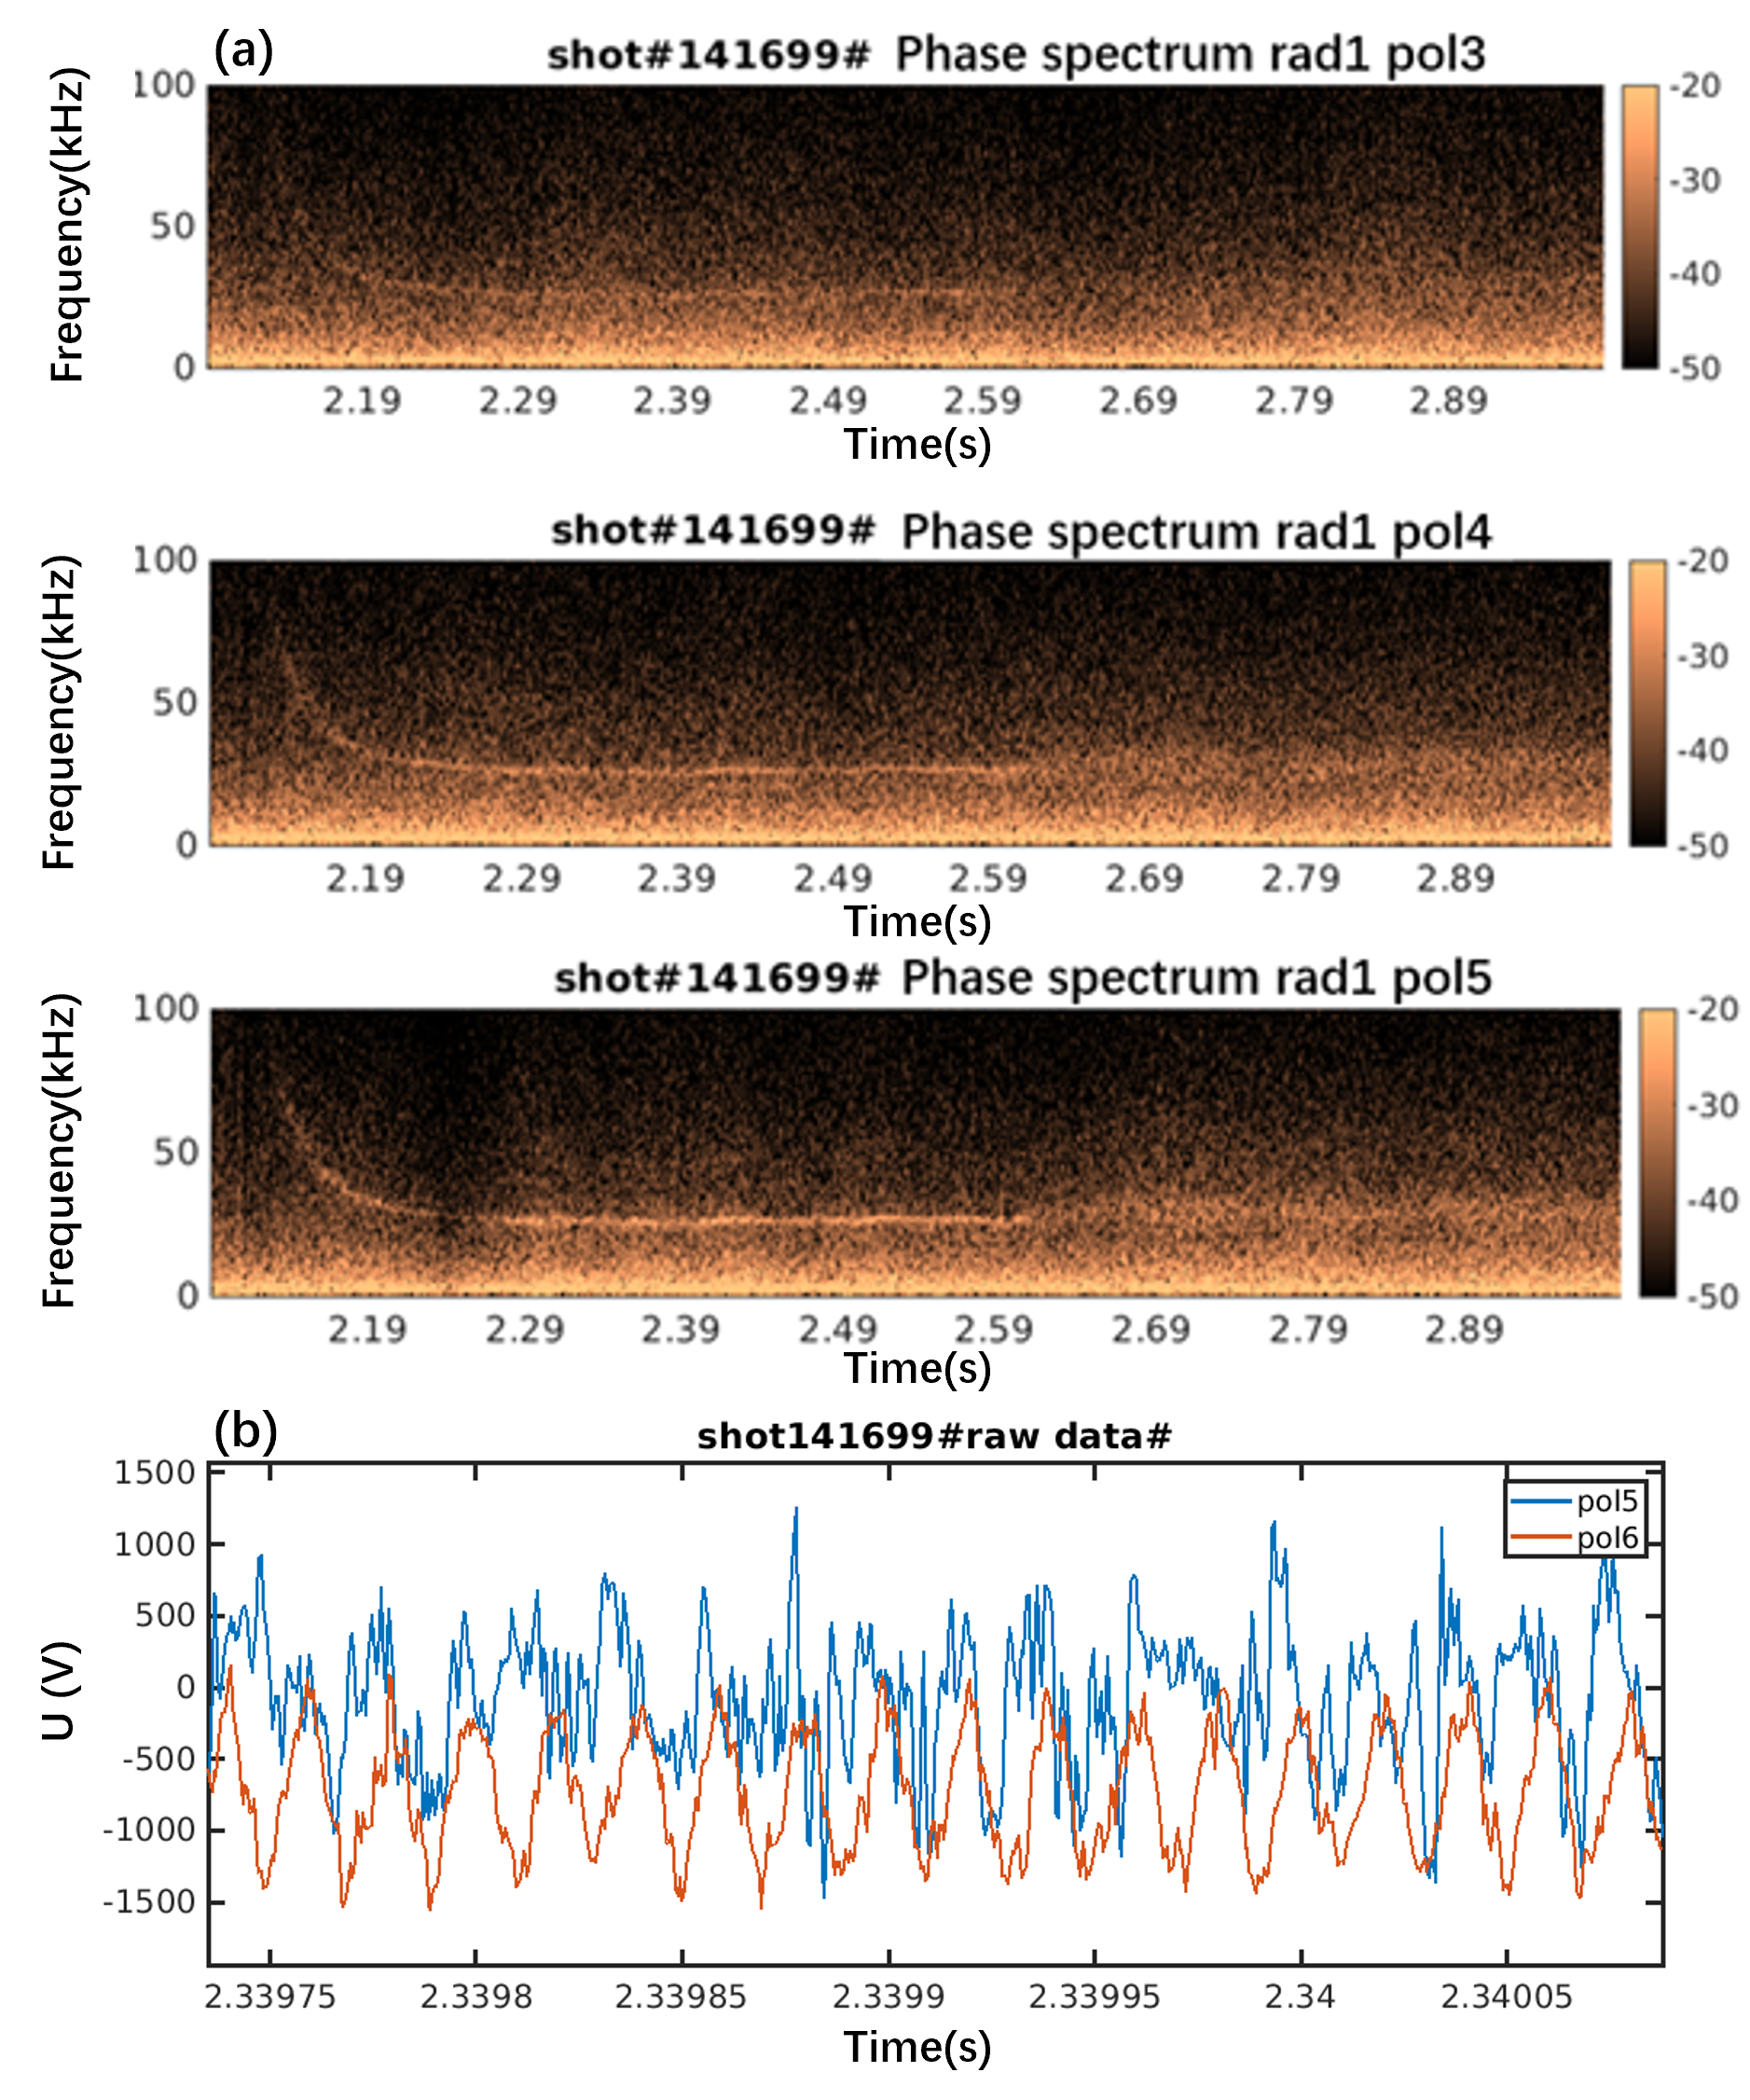 (a)
shot#141699# Phase spectrum rad1 pol3
Frequency(kHz)
100
50
0
2.19 2.29 2.39 2.49 2.59 2.69 2.79 2.89
Time(s)
-20
-30
-40
-50
shot#141699# Phase spectrum rad1 pol4
Frequency(kHz)
100
50
0
2.19 2.29 2.39 2.49 2.59 2.69 2.79 2.89
Time(s)
-20
-30
-40
-50
shot#141699# Phase spectrum rad1 pol5
Frequency(kHz)
100
50
0
2.19 2.29 2.39 2.49 2.59 2.69 2.79 2.89
Time(s)
-20
-30
-40
-50
(b)
shot141699#raw data#
U (V)
1500
1000
500
0
-500
-1000
-1500
pol5
pol6
2.33975 2.3398 2.33985 2.3399 2.33995 2.34 2.34005
Time(s)